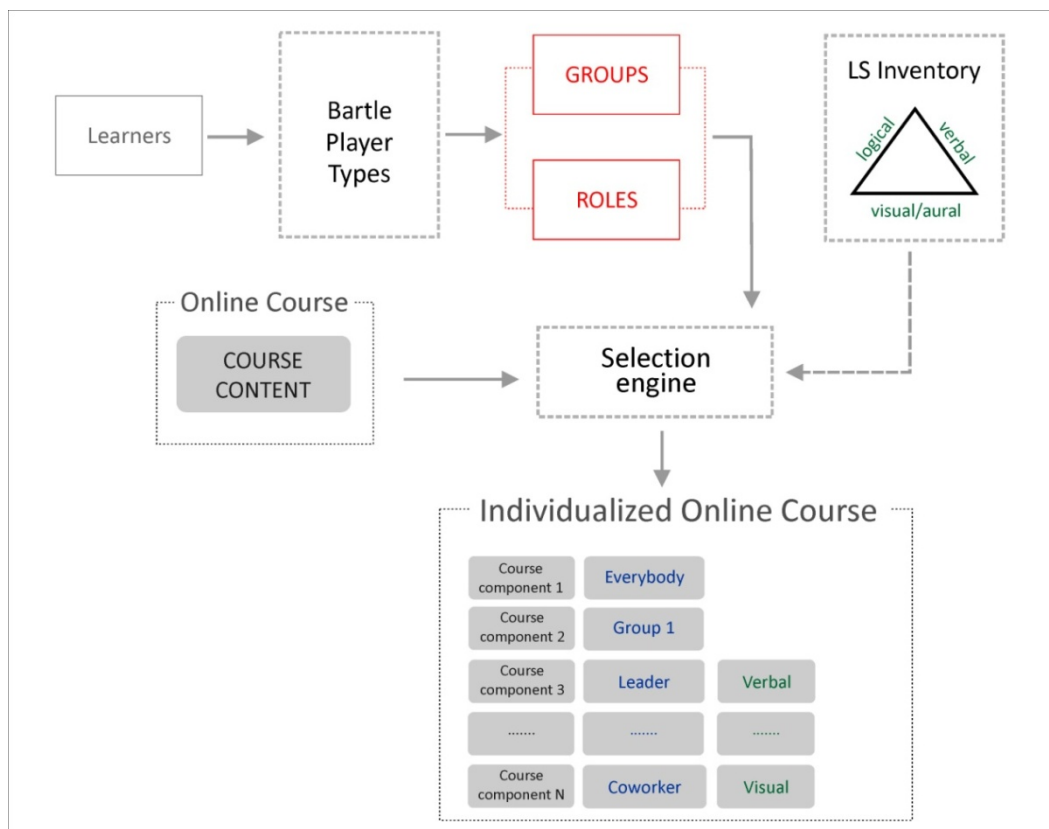 Learners
Bartle
Player
Types
GROUPS
ROLES
LS Inventory
logical
verbal
visual/aural
Online Course
COURSE
CONTENT
Selection
engine
Individualized Online Course
Course
component 1
Everybody
Course
component 2
Group 1
Course
component 3
Leader
Verbal
.......
.......
.......
Course
component N
Coworker
Visual